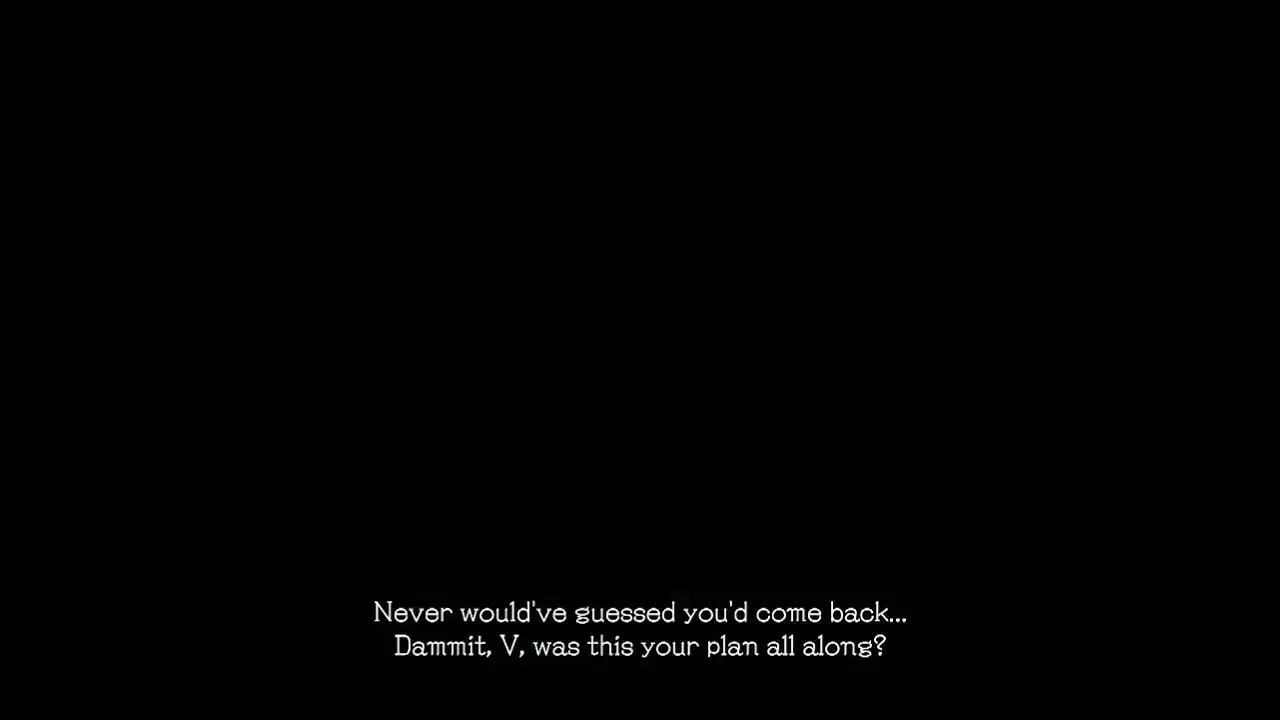 Never would've guessed you'd come back...
Dammit, V, was this your plan all along?